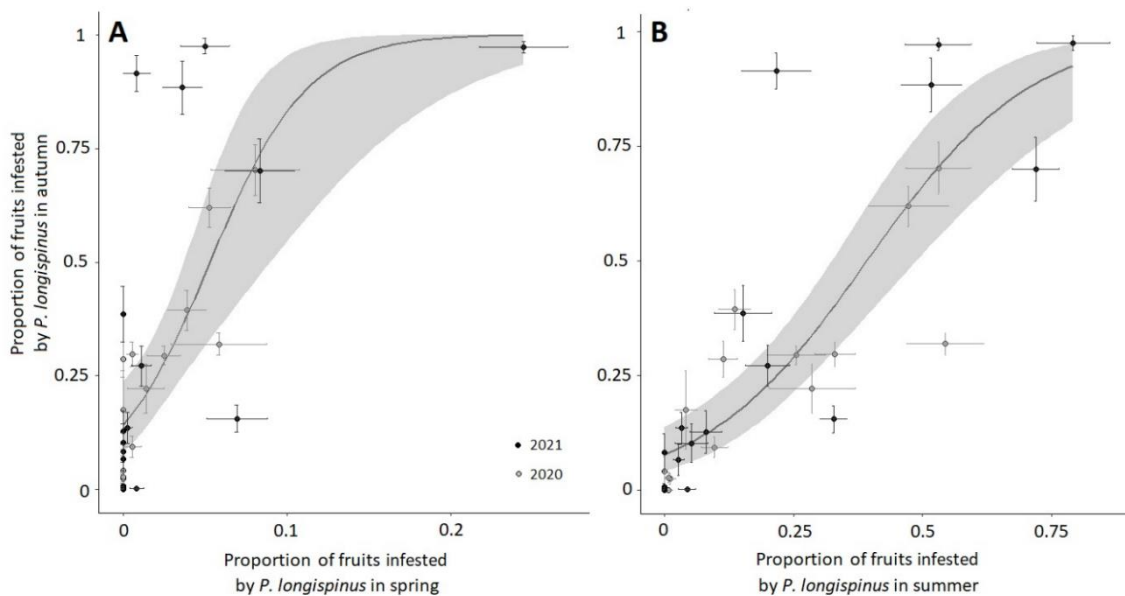 A
B
Proportion of fruits infested
by P. longispinus in autumn
1
0.75
0.5
0.25
0
0
0.1
0.2
2021
2020
Proportion of fruits infested
by P. longispinus in spring
1
0.75
0.5
0.25
0
0
0.25
0.5
0.75
Proportion of fruits infested
by P. longispinus in summer